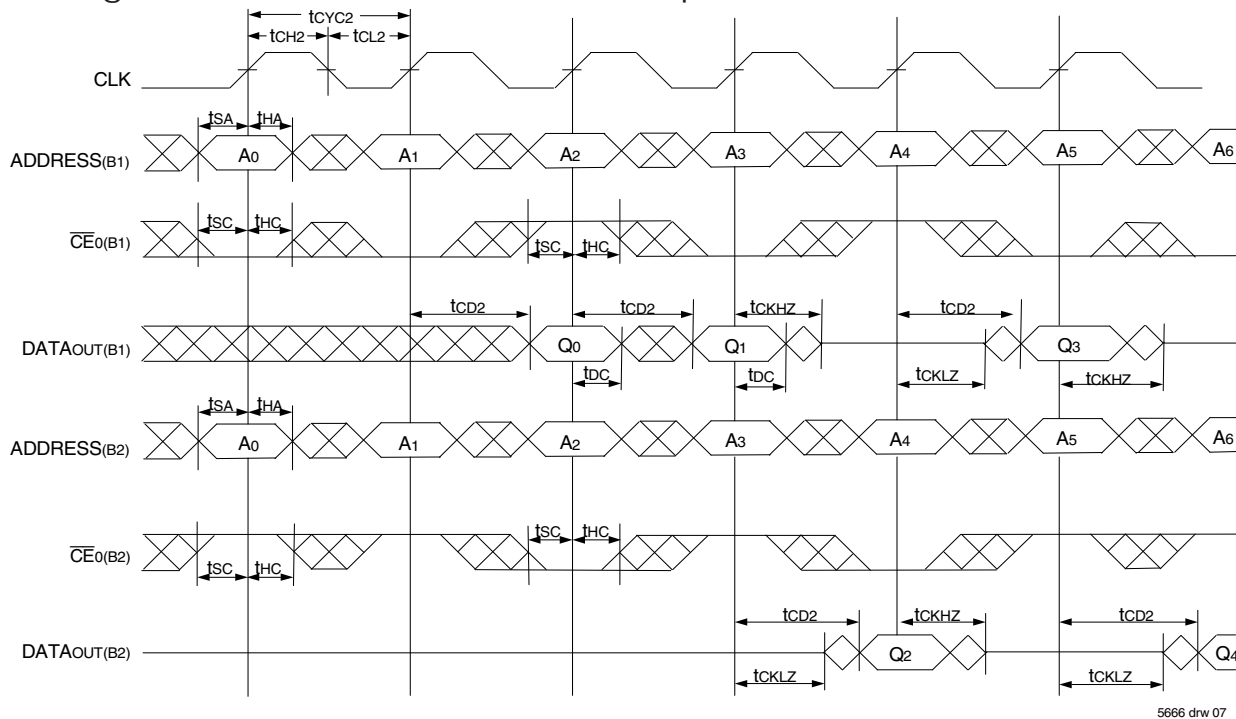 tCYC2
tCH2 tCL2
CLK
tSA tHA
ADDRESS(B1) A0 A1 A2 A3 A4 A5 A6
tSC tHC
CE0(B1) tSC tHC
tCD2 tCD2 tCKHZ tCD2
DATAOUT(B1) Q0 Q1 Q3
tDC tDC tCKLZ tCKHZ
tSA tHA
ADDRESS(B2) A0 A1 A2 A3 A4 A5 A6
tSC tHC
CE0(B2)
tSC tHC
tCD2 tCKHZ tCD2
DATAOUT(B2) Q2 Q4
tCKLZ tCKLZ
5666 drw 07